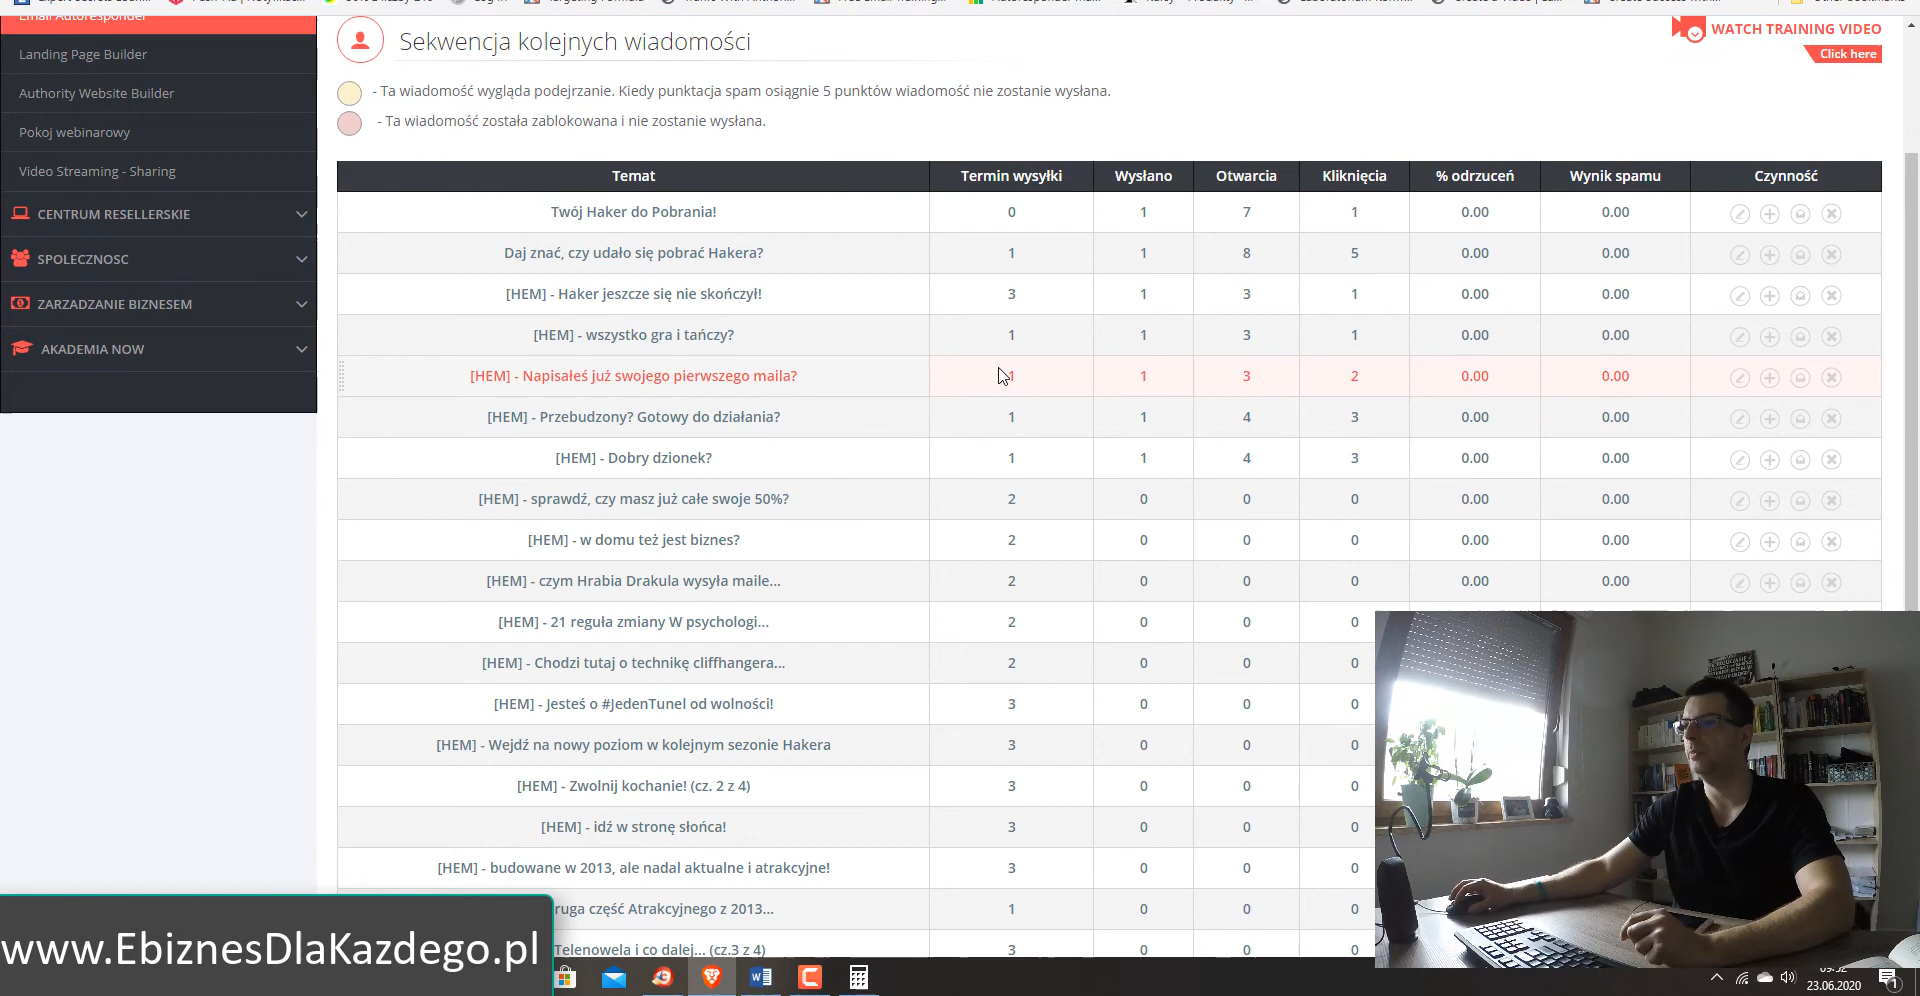 Email Autoresponder
Landing Page Builder
Authority Website Builder
Pokoj webinarowy
Video Streaming - Sharing
CENTRUM RESELLERSKIE
SPOLECZNOSC
ZARZADZANIE BIZNESEM
AKADEMIA NOW
Sekwencja kolejnych wiadomości
WATCH TRAINING VIDEO
Click here
- Ta wiadomość wygląda podejrzanie. Kiedy punktacja spam osiągnie 5 punktów wiadomość nie zostanie wysłana.
- Ta wiadomość została zablokowana i nie zostanie wysłana.
Temat Termin wysyłki Wysłano Otwarcia Kliknięcia % odrzuceń Wynik spamu Czynność
Twój Haker do Pobrania! 0 1 7 1 0.00 0.00
Daj znać, czy udało się pobrać Hakera? 1 1 8 5 0.00 0.00
[HEM] - Haker jeszcze się nie skończył! 3 1 3 1 0.00 0.00
[HEM] - wszystko gra i tańczy? 1 1 3 1 0.00 0.00
[HEM] - Napisałeś już swojego pierwszego maila? 1 1 3 2 0.00 0.00
[HEM] - Przebudzony? Gotowy do działania? 1 1 4 3 0.00 0.00
[HEM] - Dobry dzionek? 1 1 4 3 0.00 0.00
[HEM] - sprawdź, czy masz już całe swoje 50%? 2 0 0 0 0.00 0.00
[HEM] - w domu też jest biznes? 2 0 0 0 0.00 0.00
[HEM] - czym Hrabia Drakula wysyła maile... 2 0 0 0 0.00 0.00
[HEM] - 21 reguła zmiany W psychologi... 2 0 0 0
[HEM] - Chodzi tutaj o technikę cliffhangera... 2 0 0 0
[HEM] - Jesteś o #JedenTunel od wolności! 3 0 0 0
[HEM] - Wejdź na nowy poziom w kolejnym sezonie Hakera 3 0 0 0
[HEM] - Zwolnij kochanie! (cz. 2 z 4) 3 0 0 0
[HEM] - idź w stronę słońca! 3 0 0 0
[HEM] - budowane w 2013, ale nadal aktualne i atrakcyjne! 3 0 0 0
ruga część Atrakcyjnego z 2013... 1 0 0 0
Telenowela i co dalej... (cz.3 z 4) 3 0 0 0
www.EbiznesDlaKazdego.pl
23.06.2020
1